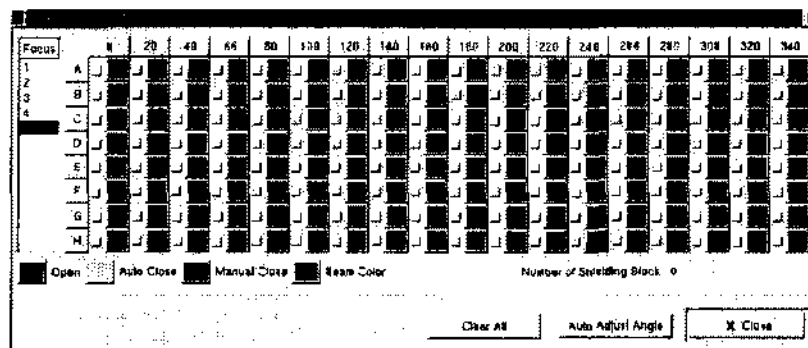 Focus 0 20 40 60 80 100 120 140 160 180 200 220 240 260 280 300 320 340
1 A
2 B
3 C
4 D
E
F
G
H
Open Auto Close Manual Close Beam Color Number of Shielding Block 0
Clear All Auto Adjust Angle X Close